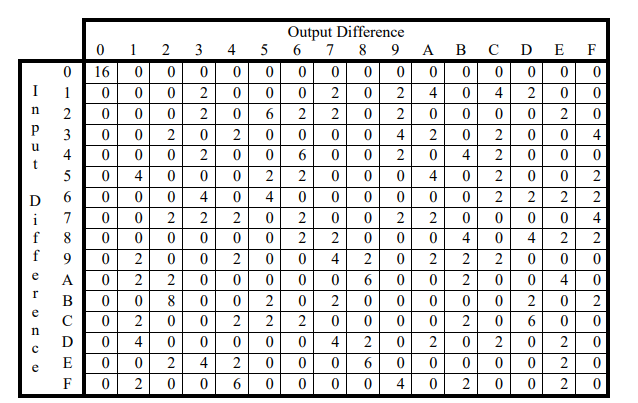 Output Difference
0 1 2 3 4 5 6 7 8 9 A B C D E F
Input Difference
0 16 0 0 0 0 0 0 0 0 0 0 0 0 0 0 0
1 0 0 0 2 0 0 0 2 0 2 4 0 4 2 0 0
2 0 0 0 2 0 6 2 2 0 2 0 0 0 0 2 0
3 0 0 2 0 2 0 0 0 0 4 2 0 2 0 0 4
4 0 0 0 2 0 0 6 0 0 2 0 4 2 0 0 0
5 0 4 0 0 0 2 2 0 0 0 4 0 2 0 0 2
6 0 0 0 4 0 4 0 0 0 0 0 0 2 2 2 2
7 0 0 2 2 2 0 2 0 0 2 2 0 0 0 0 4
8 0 0 0 0 0 0 2 2 0 0 0 4 0 4 2 2
9 0 2 0 0 2 0 0 4 2 0 2 2 2 0 0 0
A 0 2 2 0 0 0 0 0 6 0 0 2 0 0 4 0
B 0 0 8 0 0 2 0 2 0 0 0 0 0 2 0 2
C 0 2 0 0 2 2 2 0 0 0 0 2 0 6 0 0
D 0 4 0 0 0 0 0 4 2 0 2 0 2 0 2 0
E 0 0 2 4 2 0 0 0 6 0 0 0 0 0 2 0
F 0 2 0 0 6 0 0 0 0 4 0 2 0 0 2 0